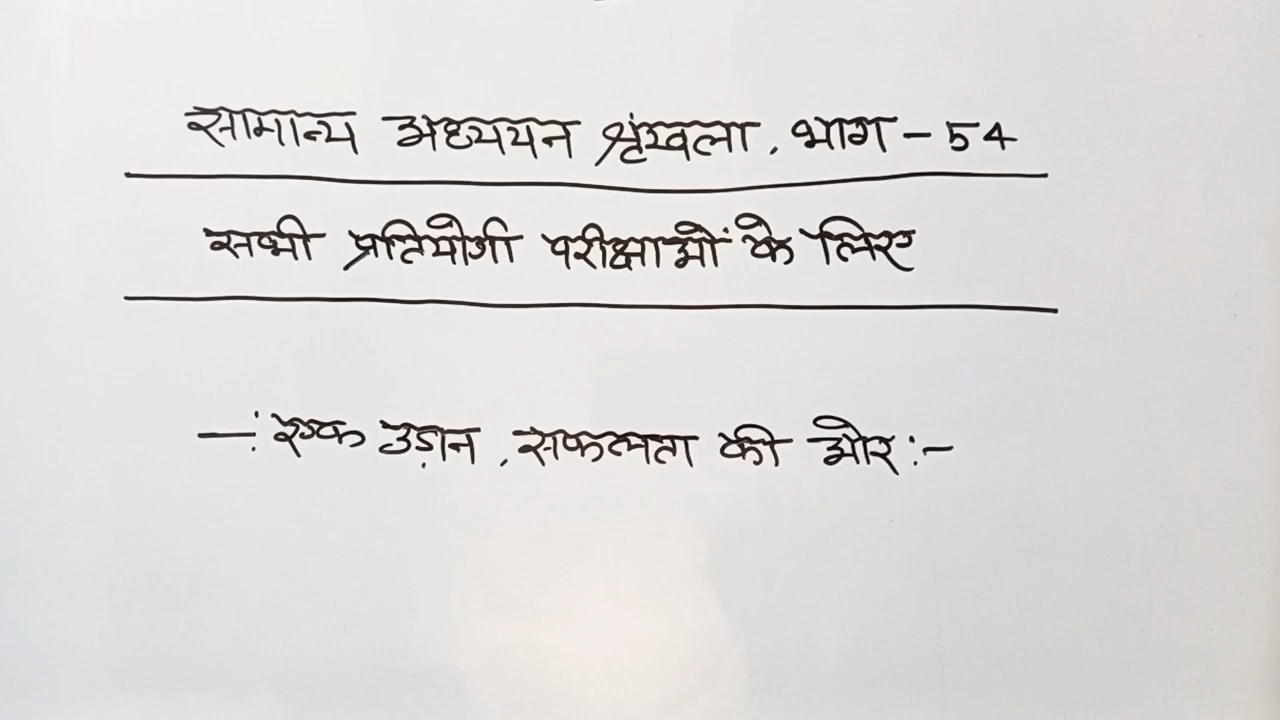 सामान्य अध्ययन श्रृंखला, भाग - 54
सभी प्रतियोगी परीक्षाओं के लिए
—: एक उड़ान, सफलता की ओर :-